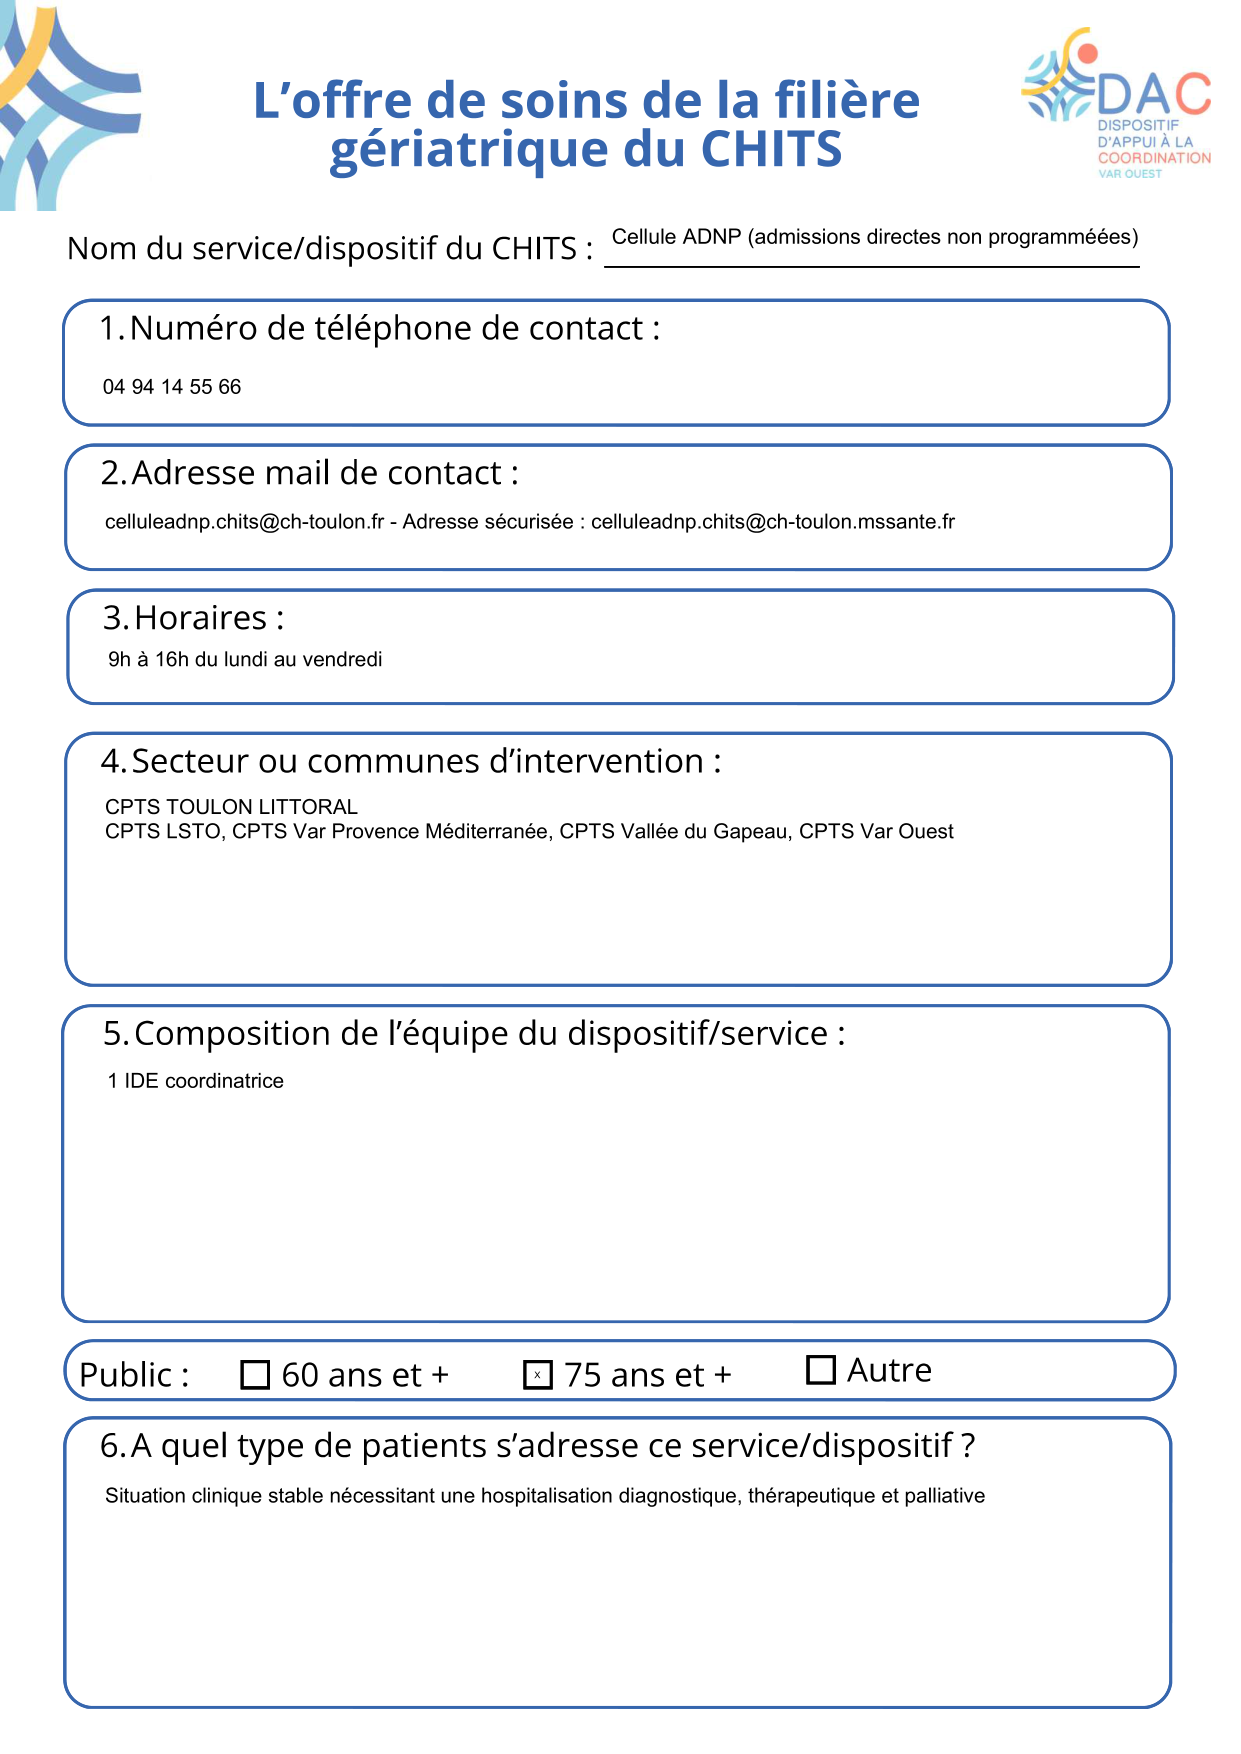 L’offre de soins de la filière
gériatrique du CHITS
DAC
DISPOSITIF
D'APPUI À LA
COORDINATION
VAR OUEST
Nom du service/dispositif du CHITS : Cellule ADNP (admissions directes non programméées)
1. Numéro de téléphone de contact :
04 94 14 55 66
2. Adresse mail de contact :
celluleadnp.chits@ch-toulon.fr - Adresse sécurisée : celluleadnp.chits@ch-toulon.mssante.fr
3. Horaires :
9h à 16h du lundi au vendredi
4. Secteur ou communes d’intervention :
CPTS TOULON LITTORAL
CPTS LSTO, CPTS Var Provence Méditerranée, CPTS Vallée du Gapeau, CPTS Var Ouest
5. Composition de l’équipe du dispositif/service :
1 IDE coordinatrice
Public : 60 ans et + x 75 ans et + Autre
6. A quel type de patients s’adresse ce service/dispositif ?
Situation clinique stable nécessitant une hospitalisation diagnostique, thérapeutique et palliative